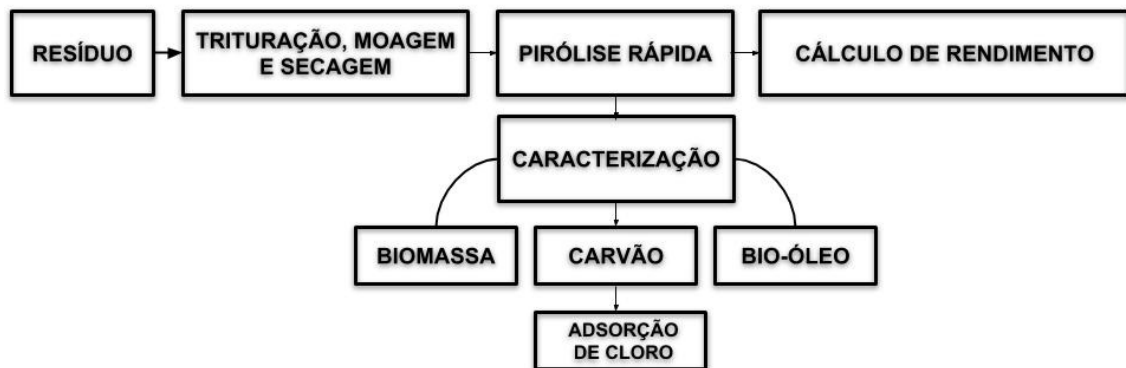 RESÍDUO
TRITURAÇÃO, MOAGEM
E SECAGEM
PIRÓLISE RÁPIDA
CÁLCULO DE RENDIMENTO
CARACTERIZAÇÃO
BIOMASSA
CARVÃO
BIO-ÓLEO
ADSORÇÃO
DE CLORO